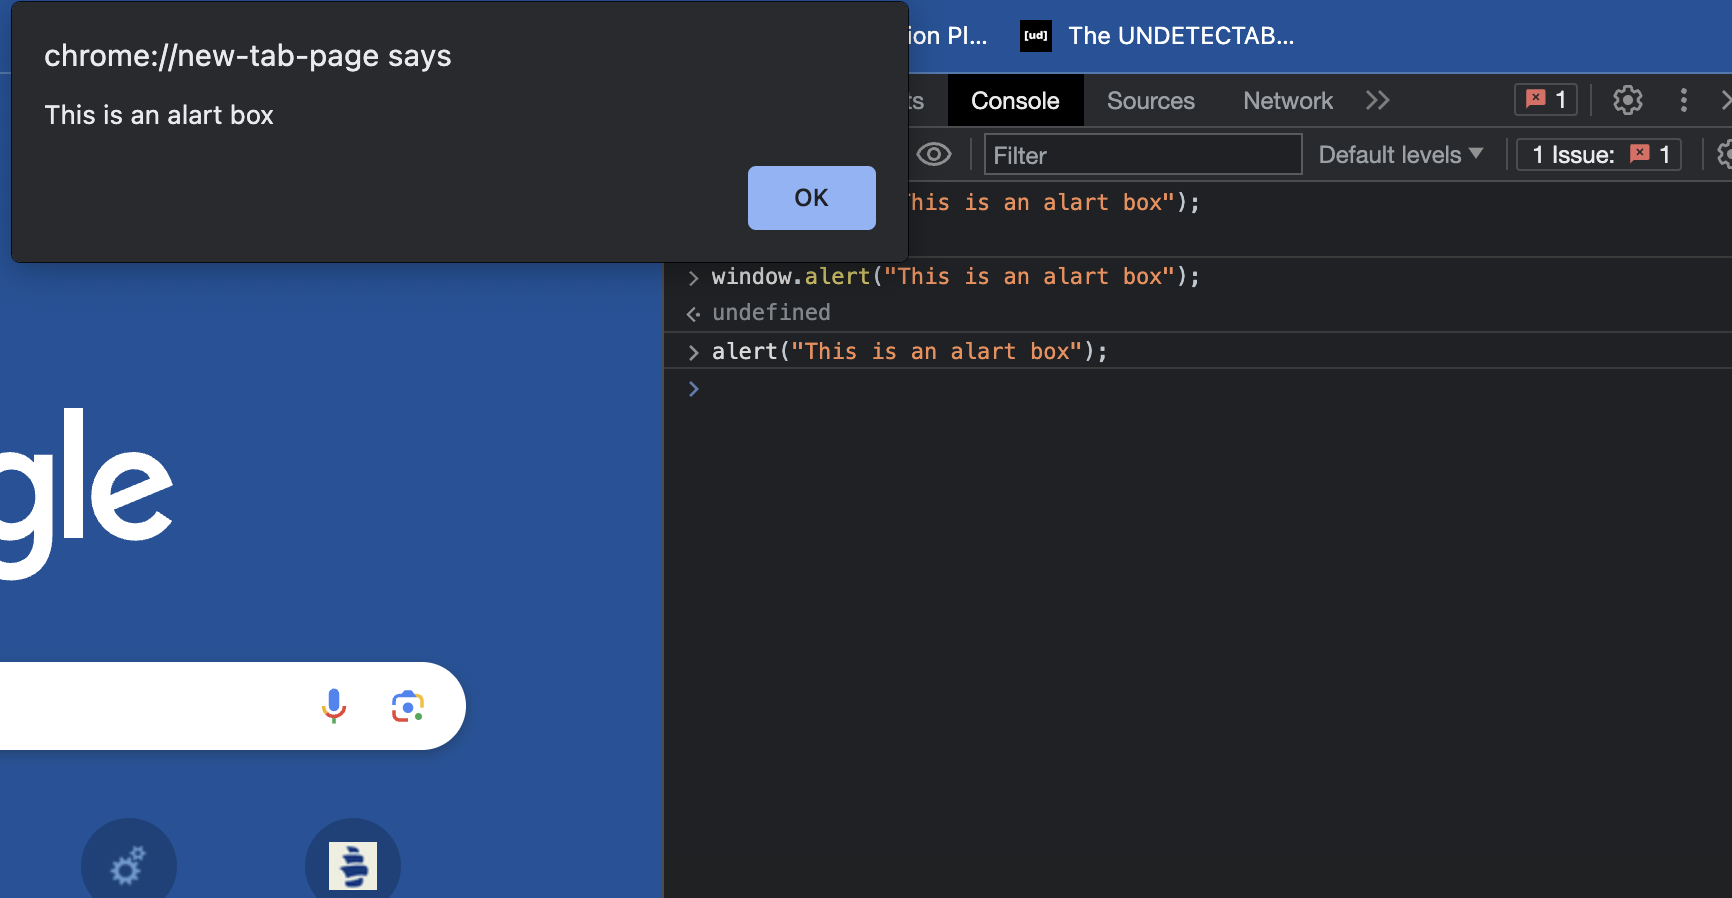 chrome://new-tab-page says
This is an alart box
OK
ion Pl...
[ud] The UNDETECTAB...
ts Console Sources Network 1
Filter Default levels 1 Issue: 1
This is an alart box");
window.alert("This is an alart box");
undefined
alert("This is an alart box");
gle